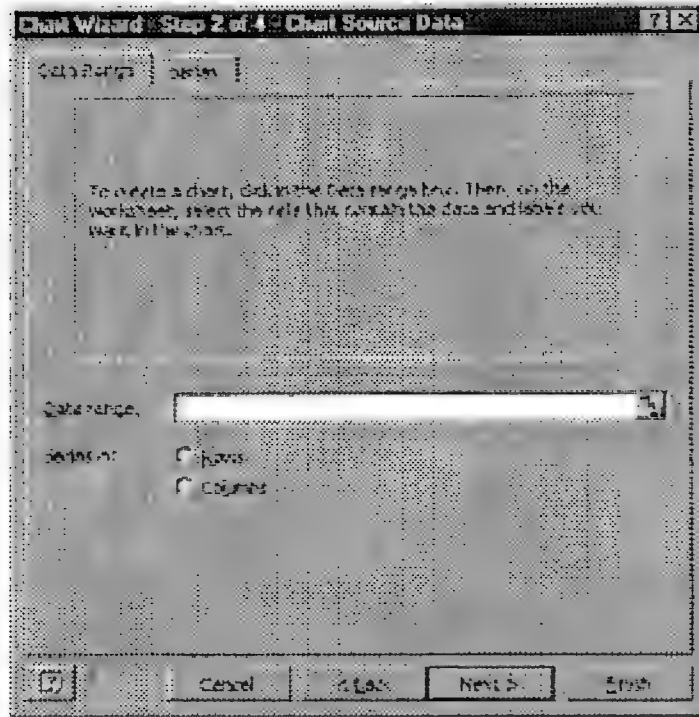 Chart Wizard - Step 2 of 4 - Chart Source Data
Data Range Series
To create a chart, click in the Data range box. Then, on the
worksheet, select the cells that contain the data and labels you
want in the chart.
Data range:
Series in:
Rows
Columns
Cancel < Back Next > Finish